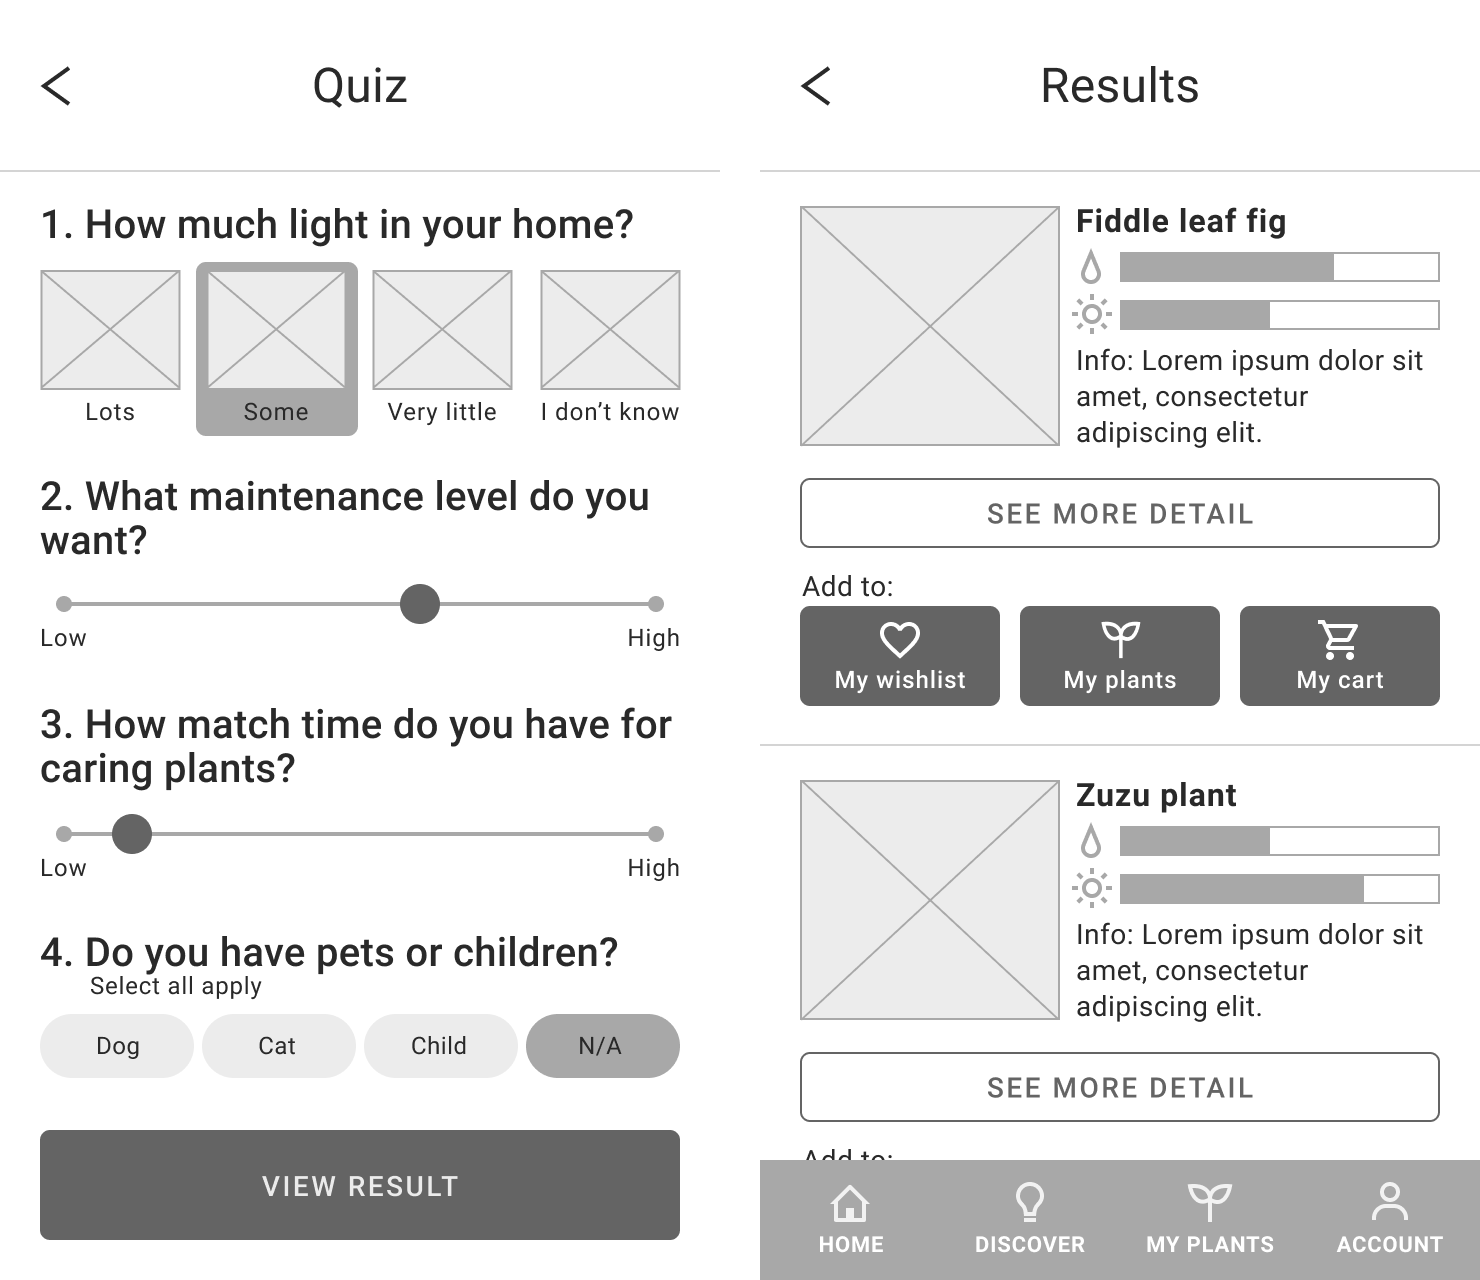 Quiz
1. How much light in your home?
Lots
Some
Very little
I don’t know
2. What maintenance level do you
want?
Low
High
3. How match time do you have for
caring plants?
Low
High
4. Do you have pets or children?
Select all apply
Dog
Cat
Child
N/A
VIEW RESULT
Results
Fiddle leaf fig
Info: Lorem ipsum dolor sit
amet, consectetur
adipiscing elit.
SEE MORE DETAIL
Add to:
My wishlist
My plants
My cart
Zuzu plant
Info: Lorem ipsum dolor sit
amet, consectetur
adipiscing elit.
SEE MORE DETAIL
Add to:
HOME
DISCOVER
MY PLANTS
ACCOUNT